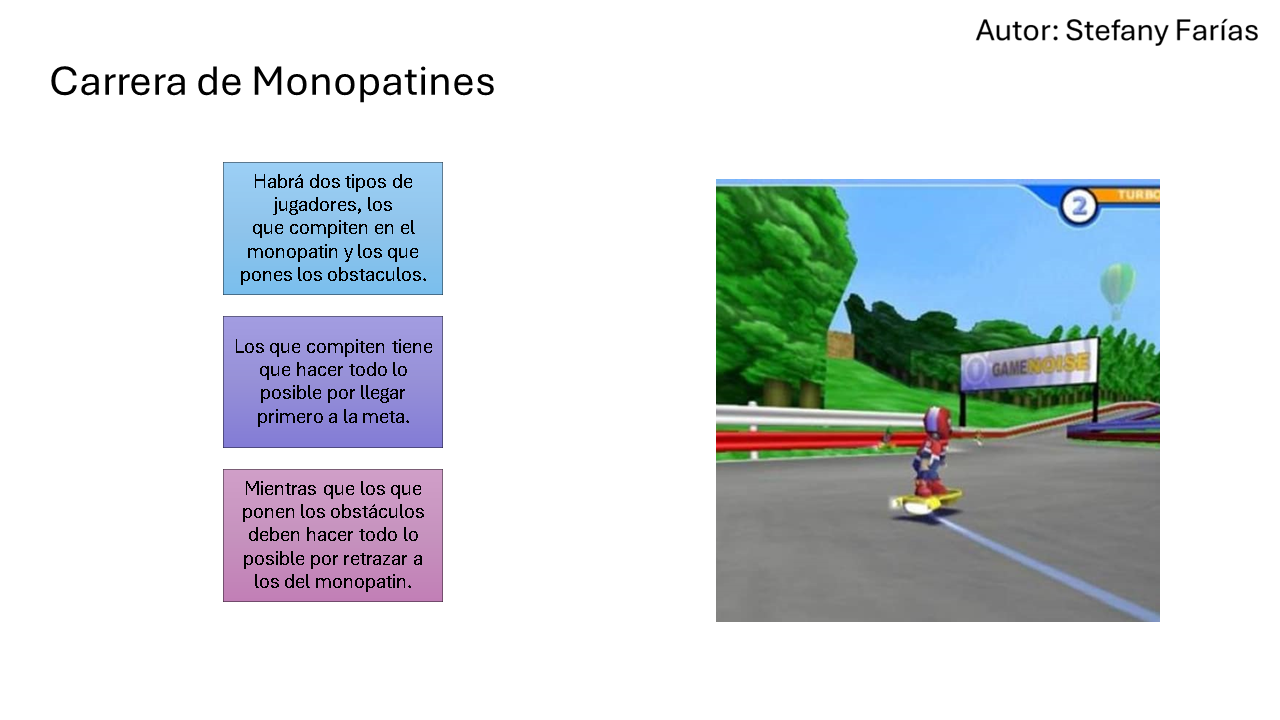 Autor: Stefany Farías
Carrera de Monopatines
Habrá dos tipos de
jugadores, los
que compiten en el
monopatin y los que
pones los obstaculos.
Los que compiten tiene
que hacer todo lo
posible por llegar
primero a la meta.
Mientras que los que
ponen los obstáculos
deben hacer todo lo
posible por retrazar a
los del monopatin.
2
TURBO
GAMENOISE